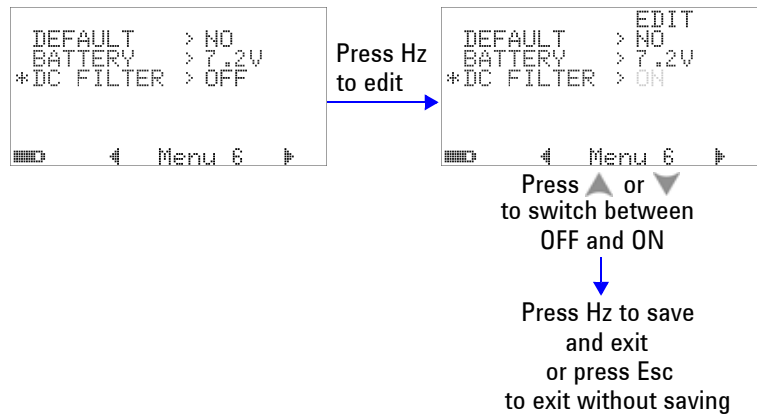 DEFAULT > NO
BATTERY > 7.2V
*DC FILTER > OFF
Menu 6
Press Hz
to edit
EDIT
DEFAULT > NO
BATTERY > 7.2V
*DC FILTER > ON
Menu 6
Press ▲ or ▼
to switch between
OFF and ON
Press Hz to save
and exit
or press Esc
to exit without saving